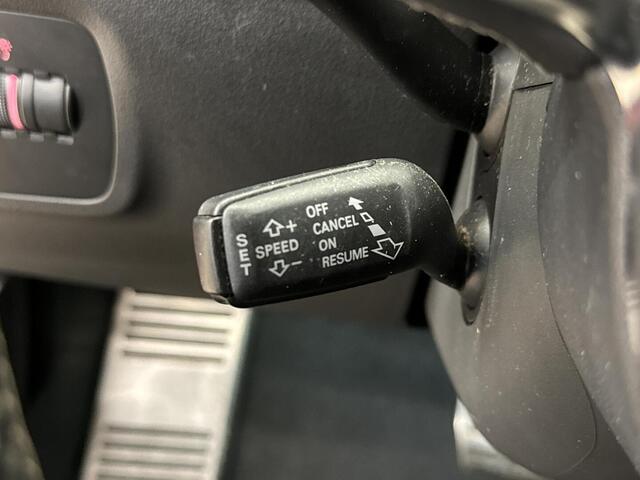 SET
SPEED
+
-
OFF
CANCEL
ON
RESUME